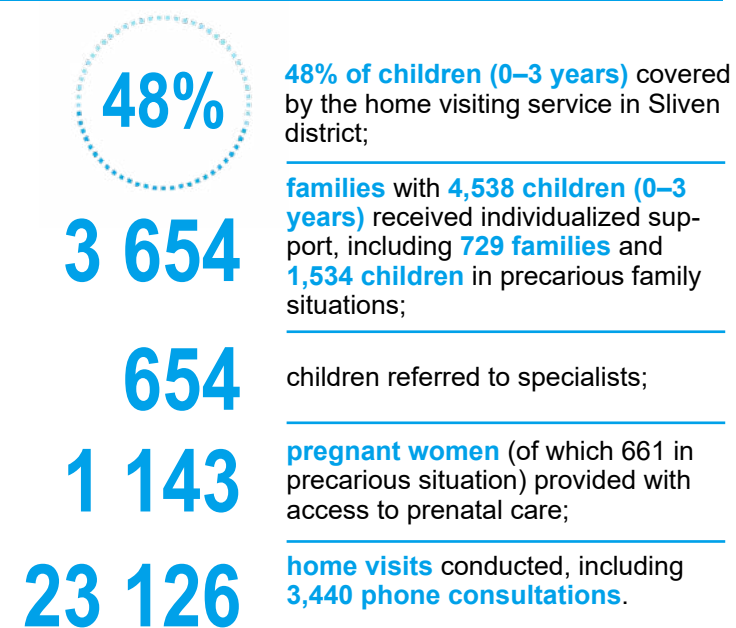 48%
48% of children (0–3 years) covered
by the home visiting service in Sliven
district;
3 654
families with 4,538 children (0–3
years) received individualized sup-
port, including 729 families and
1,534 children in precarious family
situations;
654
children referred to specialists;
1 143
pregnant women (of which 661 in
precarious situation) provided with
access to prenatal care;
23 126
home visits conducted, including
3,440 phone consultations.